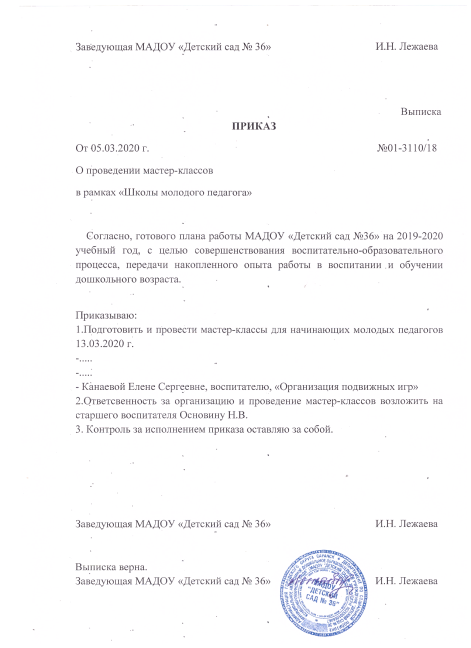 Заведующая МАДОУ «Детский сад № 36» И.Н. Лежаева
Выписка
ПРИКАЗ
От 05.03.2020 г. №01-3110/18
О проведении мастер-классов
в рамках «Школы молодого педагога»
Согласно, готового плана работы МАДОУ «Детский сад №36» на 2019-2020
учебный год, с целью совершенствования воспитательно-образовательного
процесса, передачи накопленного опыта работы в воспитании и обучении
дошкольного возраста.
Приказываю:
1.Подготовить и провести мастер-классы для начинающих молодых педагогов
13.03.2020 г.
-.....
-.....
- Канаевой Елене Сергеевне, воспитателю, «Организация подвижных игр»
2.Ответсвенность за организацию и проведение мастер-классов возложить на
старшего воспитателя Основину Н.В.
3. Контроль за исполнением приказа оставляю за собой.
Заведующая МАДОУ «Детский сад № 36» И.Н. Лежаева
Выписка верна.
Заведующая МАДОУ «Детский сад № 36» И.Н. Лежаева
"ДЕТСКИЙ
САД № 36"